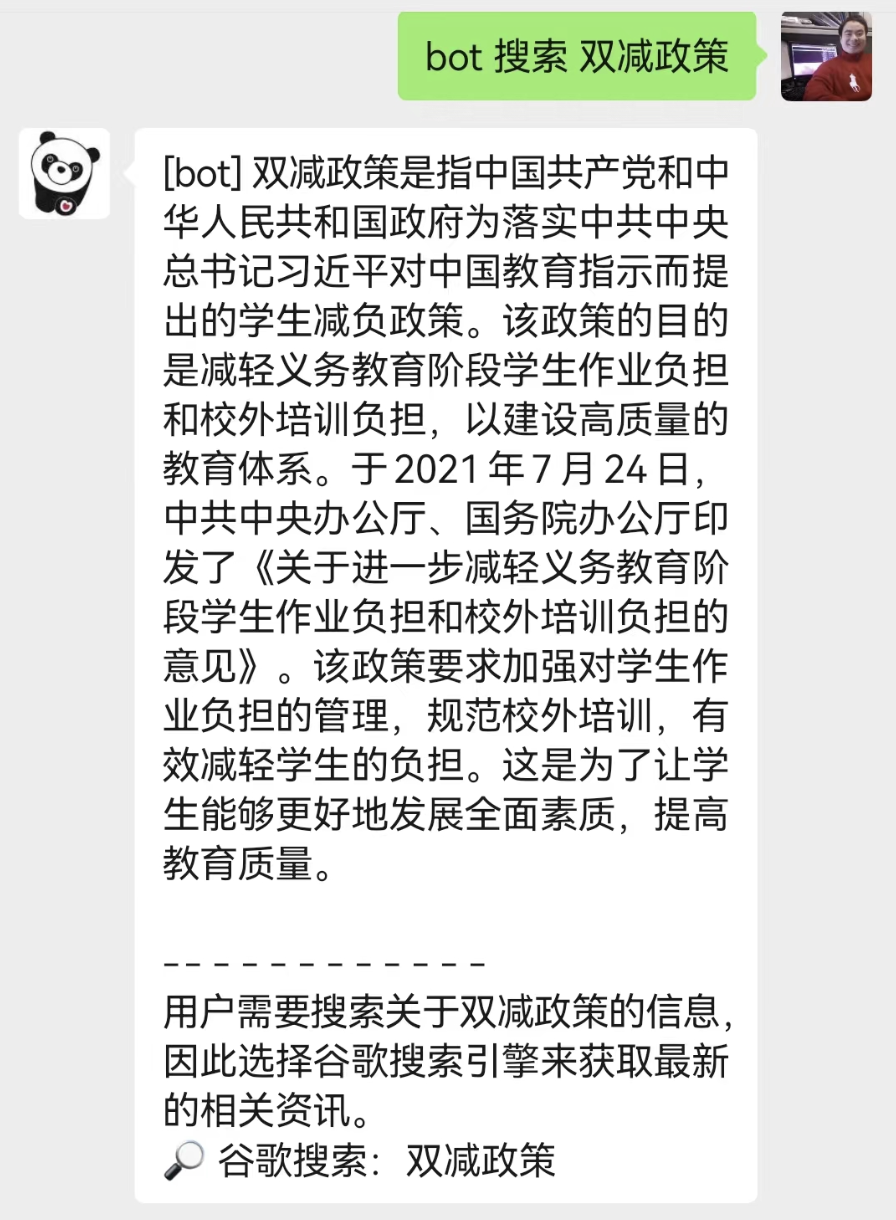 bot 搜索 双减政策
[bot] 双减政策是指中国共产党和中
华人民共和国政府为落实中共中央
总书记习近平对中国教育指示而提
出的学生减负政策。该政策的目的
是减轻义务教育阶段学生作业负担
和校外培训负担，以建设高质量的
教育体系。于2021年7月24日，
中共中央办公厅、国务院办公厅印
发了《关于进一步减轻义务教育阶
段学生作业负担和校外培训负担的
意见》。该政策要求加强对学生作
业负担的管理，规范校外培训，有
效减轻学生的负担。这是为了让学
生能够更好地发展全面素质，提高
教育质量。
------------
用户需要搜索关于双减政策的信息，
因此选择谷歌搜索引擎来获取最新
的相关资讯。
🔎 谷歌搜索： 双减政策